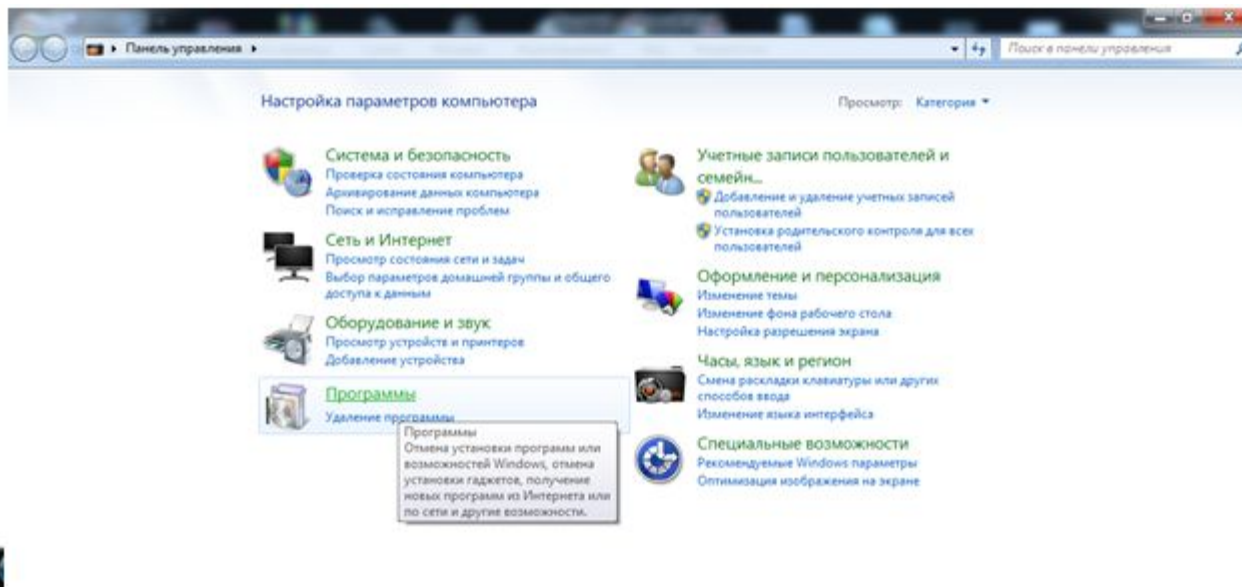 Панель управления
Поиск в панели управления
Настройка параметров компьютера
Просмотр: Категория
Система и безопасность
Проверка состояния компьютера
Архивирование данных компьютера
Поиск и исправление проблем
Сеть и Интернет
Просмотр состояния сети и задач
Выбор параметров домашней группы и общего
доступа к данным
Оборудование и звук
Просмотр устройств и принтеров
Добавление устройства
Программы
Удаление программы
Программы
Отмена установки программ или
возможностей Windows, отмена
установки гаджетов, получение
новых программ из Интернета или
по сети и другие возможности.
Учетные записи пользователей и
семейн...
Добавление и удаление учетных записей
пользователей
Установка родительского контроля для всех
пользователей
Оформление и персонализация
Изменение темы
Изменение фона рабочего стола
Настройка разрешения экрана
Часы, язык и регион
Смена раскладки клавиатуры или других
способов ввода
Изменение языка интерфейса
Специальные возможности
Рекомендуемые Windows параметры
Оптимизация изображения на экране